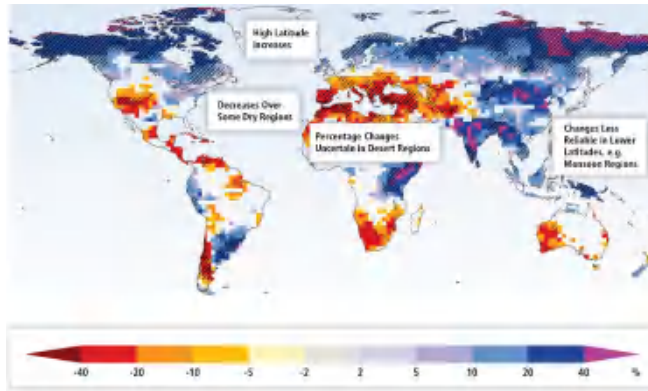 High Latitude
Increases
Decreases Over
Some Dry Regions
Percentage Changes
Uncertain in Desert Regions
Changes Less
Reliable in Lower
Latitudes, e.g.
Monsoon Regions
-40 -20 -10 -5 -2 2 5 10 20 40 %